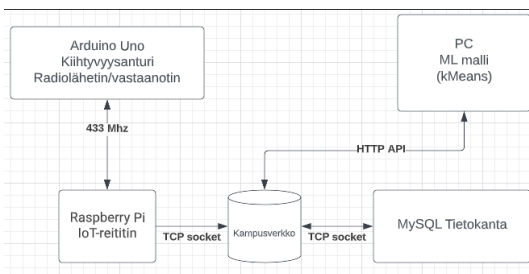 Arduino Uno
Kiihtyvyysanturi
Radiolähetin/vastaanotin
PC
ML malli
(kMeans)
433 Mhz
HTTP API
Raspberry Pi
IoT-reititin
TCP socket
Kampusverkko
TCP socket
MySQL Tietokanta